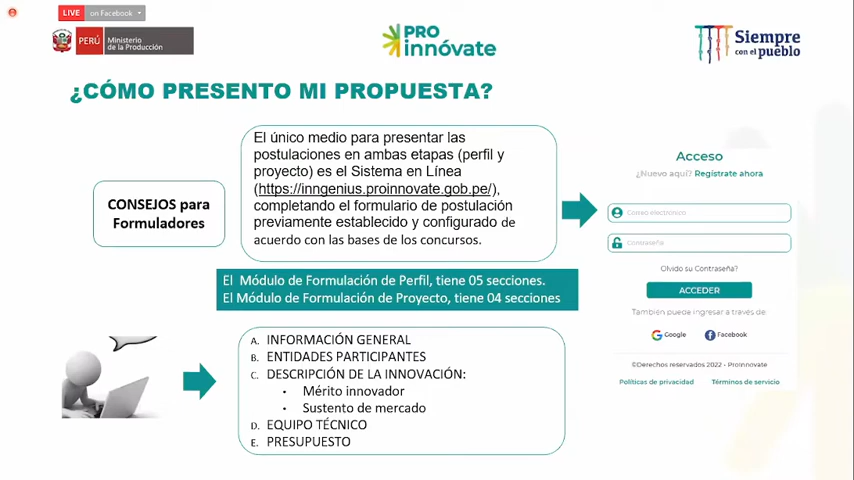 LIVE on Facebook
PERÚ
Ministerio
de la Producción
PRO
innóvate
Siempre
con el pueblo
¿CÓMO PRESENTO MI PROPUESTA?
CONSEJOS para
Formuladores
El único medio para presentar las
postulaciones en ambas etapas (perfil y
proyecto) es el Sistema en Línea
(https://inngenius.proinnovate.gob.pe/),
completando el formulario de postulación
previamente establecido y configurado de
acuerdo con las bases de los concursos.
Acceso
¿Nuevo aquí? Regístrate ahora
Correo electrónico
Contraseña
Olvido su Contraseña?
ACCEDER
También puede ingresar a través de:
Google
Facebook
©Derechos reservados 2022 - ProInnóvate
Políticas de privacidad
Términos de servicio
El Módulo de Formulación de Perfil, tiene 05 secciones.
El Módulo de Formulación de Proyecto, tiene 04 secciones
A. INFORMACIÓN GENERAL
B. ENTIDADES PARTICIPANTES
C. DESCRIPCIÓN DE LA INNOVACIÓN:
• Mérito innovador
• Sustento de mercado
D. EQUIPO TÉCNICO
E. PRESUPUESTO